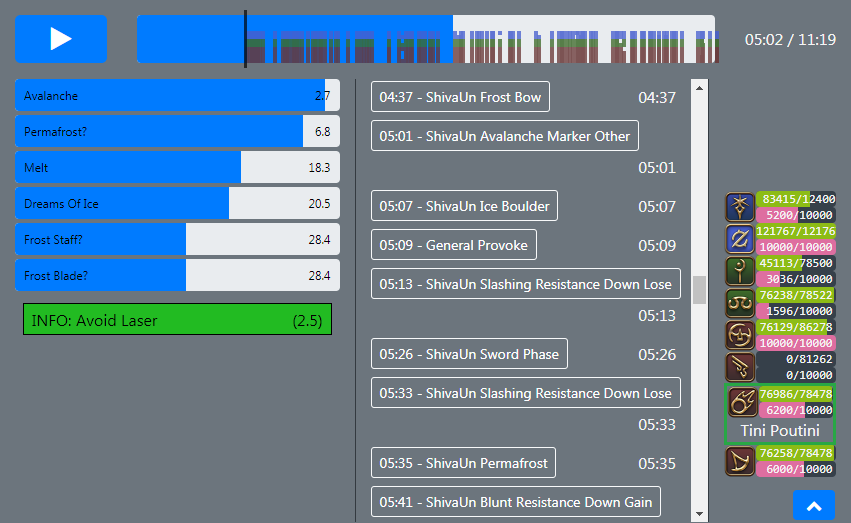 05:02 / 11:19
Avalanche 2.7
Permafrost? 6.8
Melt 18.3
Dreams Of Ice 20.5
Frost Staff? 28.4
Frost Blade? 28.4
INFO: Avoid Laser (2.5)
04:37 - ShivaUn Frost Bow 04:37
05:01 - ShivaUn Avalanche Marker Other
05:01
05:07 - ShivaUn Ice Boulder 05:07
05:09 - General Provoke 05:09
05:13 - ShivaUn Slashing Resistance Down Lose
05:13
05:26 - ShivaUn Sword Phase 05:26
05:33 - ShivaUn Slashing Resistance Down Lose
05:33
05:35 - ShivaUn Permafrost 05:35
05:41 - ShivaUn Blunt Resistance Down Gain
83415/12400
5200/10000
121767/12176
10000/10000
45113/78500
3036/10000
76238/78522
1596/10000
76129/86278
10000/10000
0/81262
0/10000
76986/78478
6200/10000
Tini Poutini
76258/78478
6000/10000